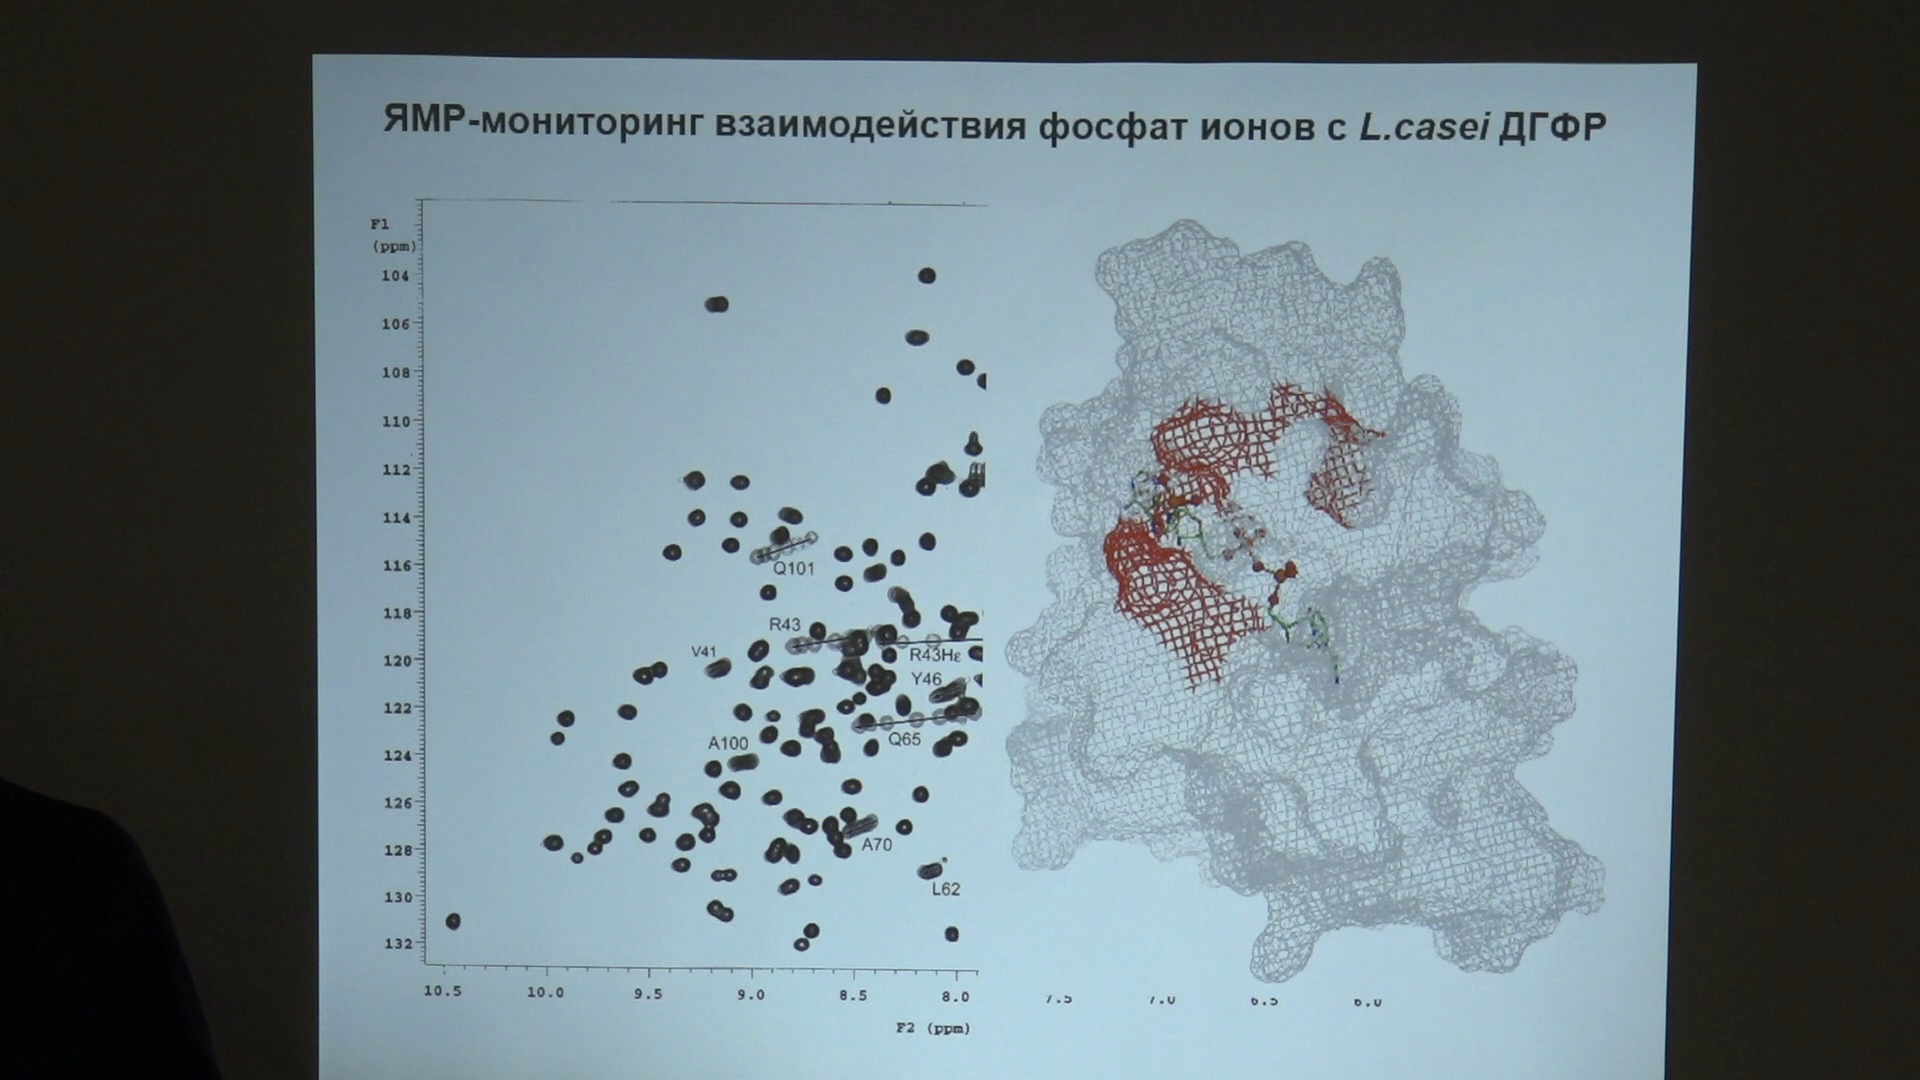 ЯМР-мониторинг взаимодействия фосфат ионов с L.casei ДГФР
F1
(ppm)
104
106
108
110
112
114
116
118
120
122
124
126
128
130
132
Q101
R43
V41
R43Hε
Y46
Q65
A100
A70
L62
10.5 10.0 9.5 9.0 8.5 8.0 7.5 7.0 6.5 6.0
F2 (ppm)